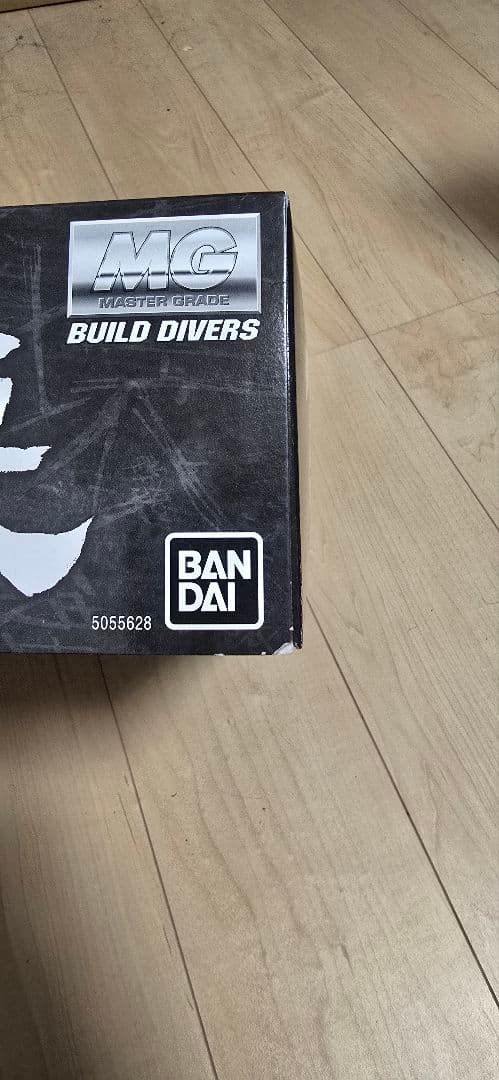 MG
MASTER GRADE
BUILD DIVERS
BAN
DAI
5055628